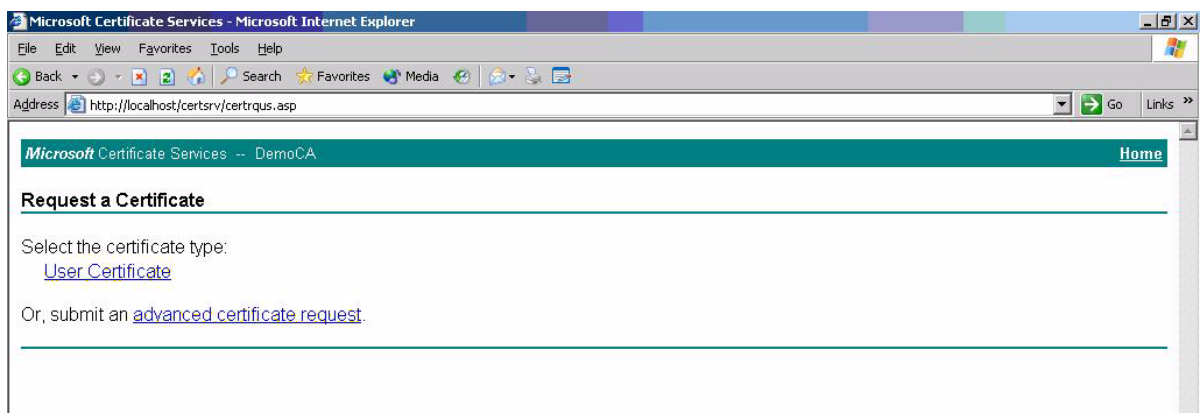 Microsoft Certificate Services - Microsoft Internet Explorer
File Edit View Favorites Tools Help
Back Search Favorites Media
Address http://localhost/certsrv/certrqus.asp Go Links »
Microsoft Certificate Services -- DemoCA Home
Request a Certificate
Select the certificate type:
User Certificate
Or, submit an advanced certificate request.